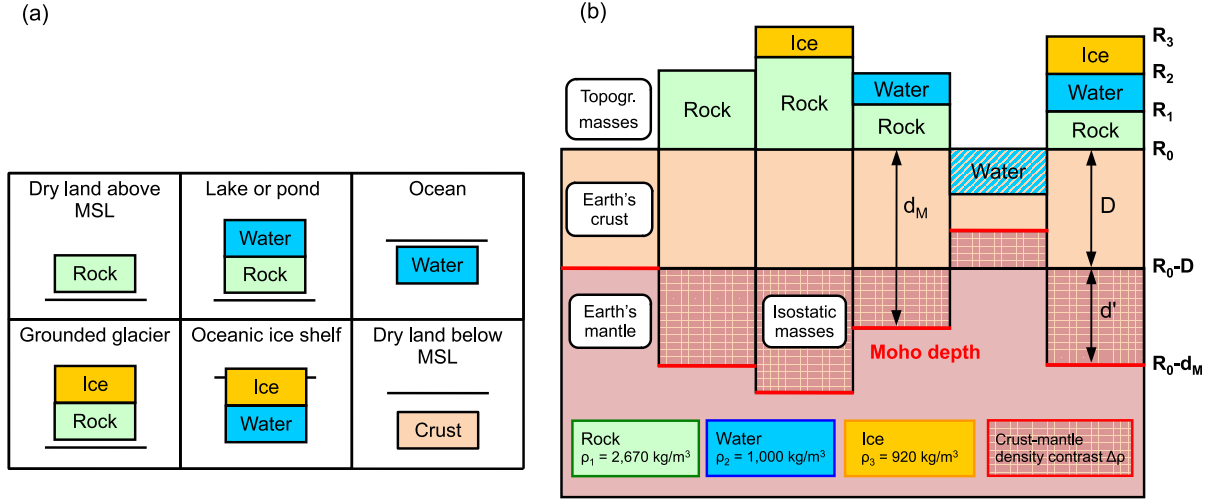 (a)
Dry land above
MSL
Rock
Lake or pond
Water
Rock
Ocean
Water
Grounded glacier
Ice
Rock
Oceanic ice shelf
Ice
Water
Dry land below
MSL
Crust
(b)
Topogr.
masses
Rock
Ice
Rock
Water
Rock
Water
Ice
Water
Rock
R₃
R₂
R₁
R₀
Earth's
crust
d_M
D
R₀-D
Earth's
mantle
Isostatic
masses
d'
Moho depth
R₀-d_M
Rock
ρ₁ = 2,670 kg/m³
Water
ρ₂ = 1,000 kg/m³
Ice
ρ₃ = 920 kg/m³
Crust-mantle
density contrast Δρ